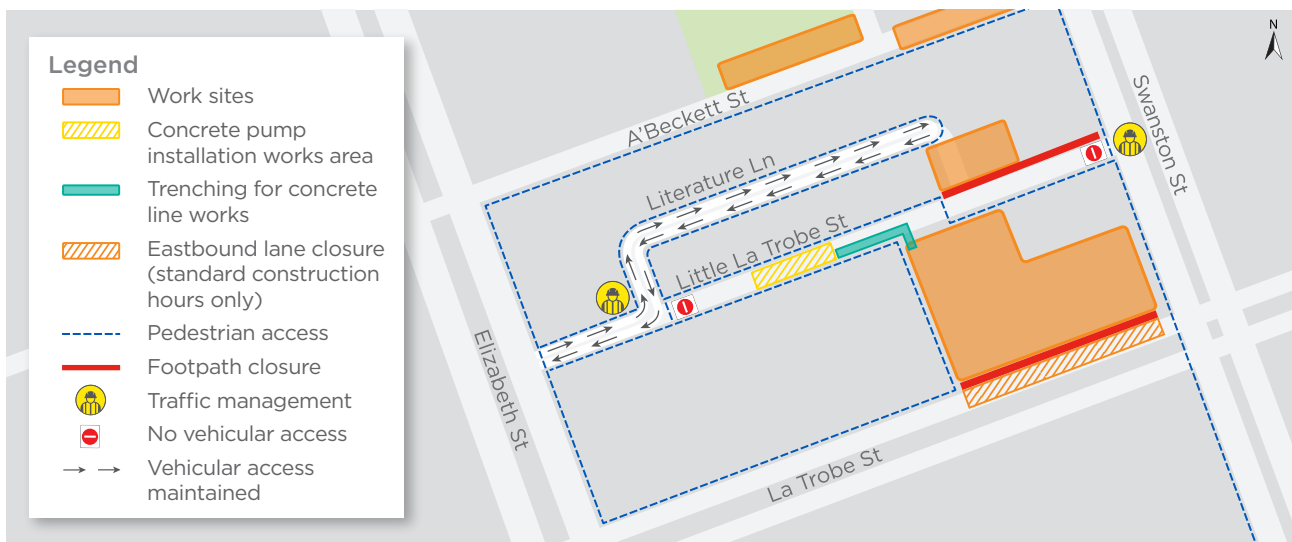 Legend
Work sites
Concrete pump
installation works area
Trenching for concrete
line works
Eastbound lane closure
(standard construction
hours only)
Pedestrian access
Footpath closure
Traffic management
No vehicular access
Vehicular access
maintained
N
A'Beckett St
Swanston St
Literature Ln
Little La Trobe St
Elizabeth St
La Trobe St